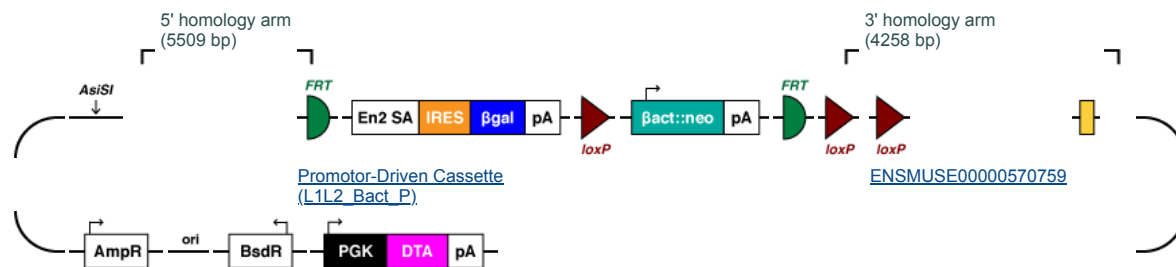 5' homology arm
(5509 bp)
3' homology arm
(4258 bp)
AsiSI
FRT
FRT
En2 SA IRES βgal pA
βact::neo pA
loxP
loxP
loxP
Promotor-Driven Cassette
(L1L2_Bact_P)
ENSMUSE00000570759
AmpR
ori
BsdR
PGK DTA pA